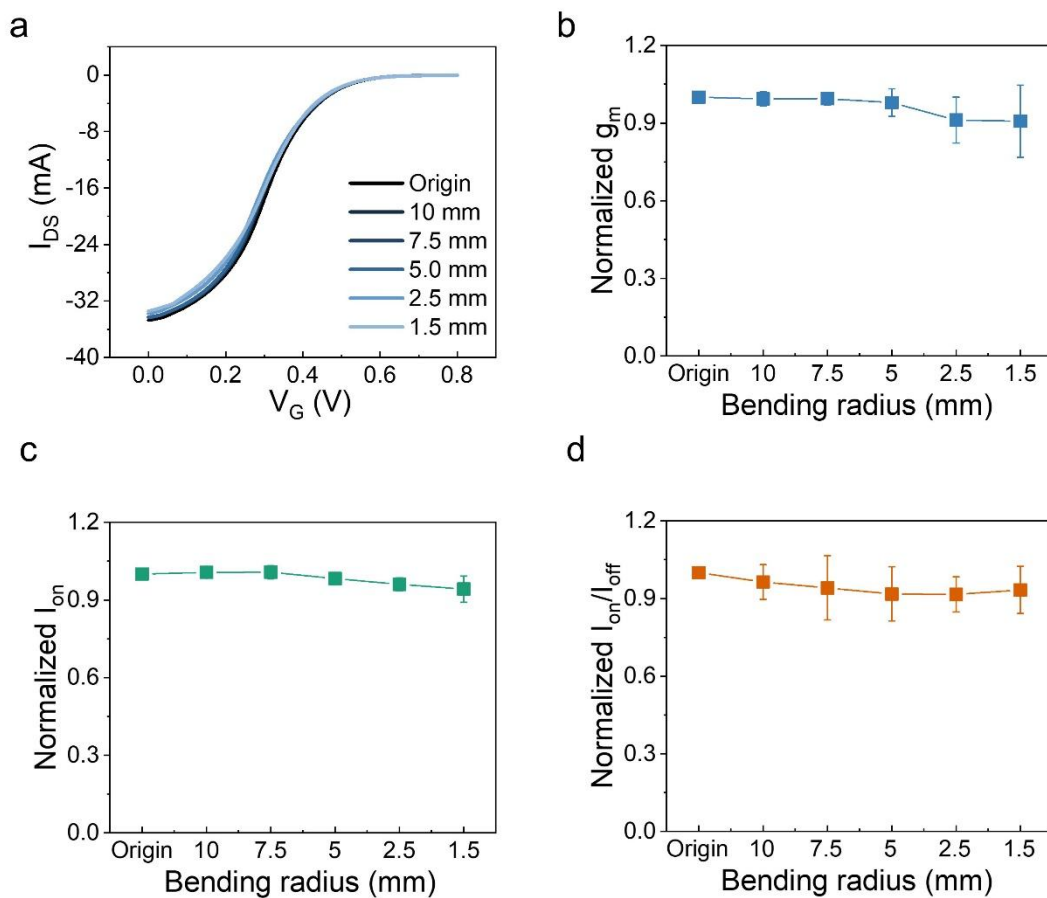 a
0
-8
-16
-24
-32
-40
I_DS (mA)
Origin
10 mm
7.5 mm
5.0 mm
2.5 mm
1.5 mm
0.0 0.2 0.4 0.6 0.8
V_G (V)
b
1.2
0.9
0.6
0.3
0.0
Normalized g_m
Origin 10 7.5 5 2.5 1.5
Bending radius (mm)
c
1.2
0.9
0.6
0.3
0.0
Normalized I_on
Origin 10 7.5 5 2.5 1.5
Bending radius (mm)
d
1.2
0.9
0.6
0.3
0.0
Normalized I_on/I_off
Origin 10 7.5 5 2.5 1.5
Bending radius (mm)